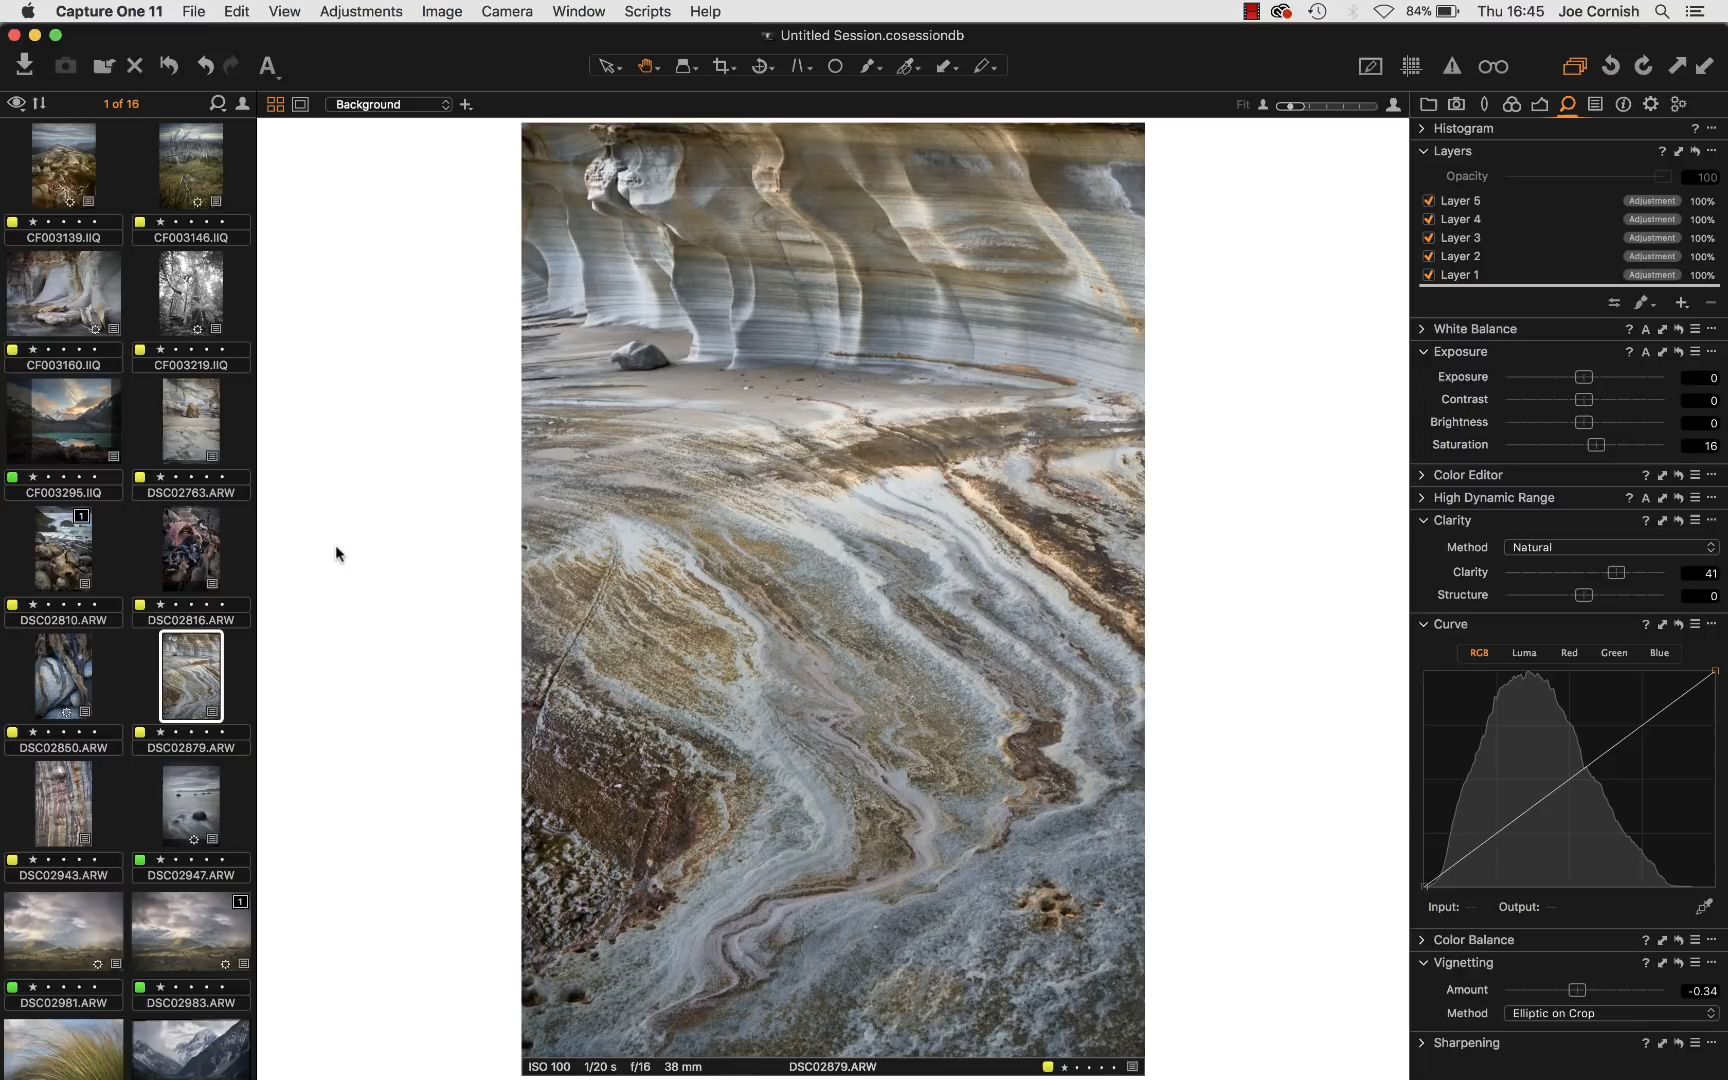 Capture One 11 File Edit View Adjustments Image Camera Window Scripts Help 84% Thu 16:45 Joe Cornish
Untitled Session.cosessiondb
1 of 16 Background Fit
CF003139.IIQ CF003146.IIQ
CF003160.IIQ CF003219.IIQ
CF003295.IIQ DSC02763.ARW
1
DSC02810.ARW DSC02816.ARW
DSC02850.ARW DSC02879.ARW
DSC02943.ARW DSC02947.ARW
1
DSC02981.ARW DSC02983.ARW
ISO 100 1/20 s f/16 38 mm DSC02879.ARW
Histogram ?
Layers ?
Opacity 100
Layer 5 Adjustment 100%
Layer 4 Adjustment 100%
Layer 3 Adjustment 100%
Layer 2 Adjustment 100%
Layer 1 Adjustment 100%
White Balance ? A
Exposure ? A
Exposure 0
Contrast 0
Brightness 0
Saturation 16
Color Editor ?
High Dynamic Range ? A
Clarity ?
Method Natural
Clarity 41
Structure 0
Curve ?
RGB Luma Red Green Blue
Input: -- Output: --
Color Balance ?
Vignetting ?
Amount -0.34
Method Elliptic on Crop
Sharpening ?